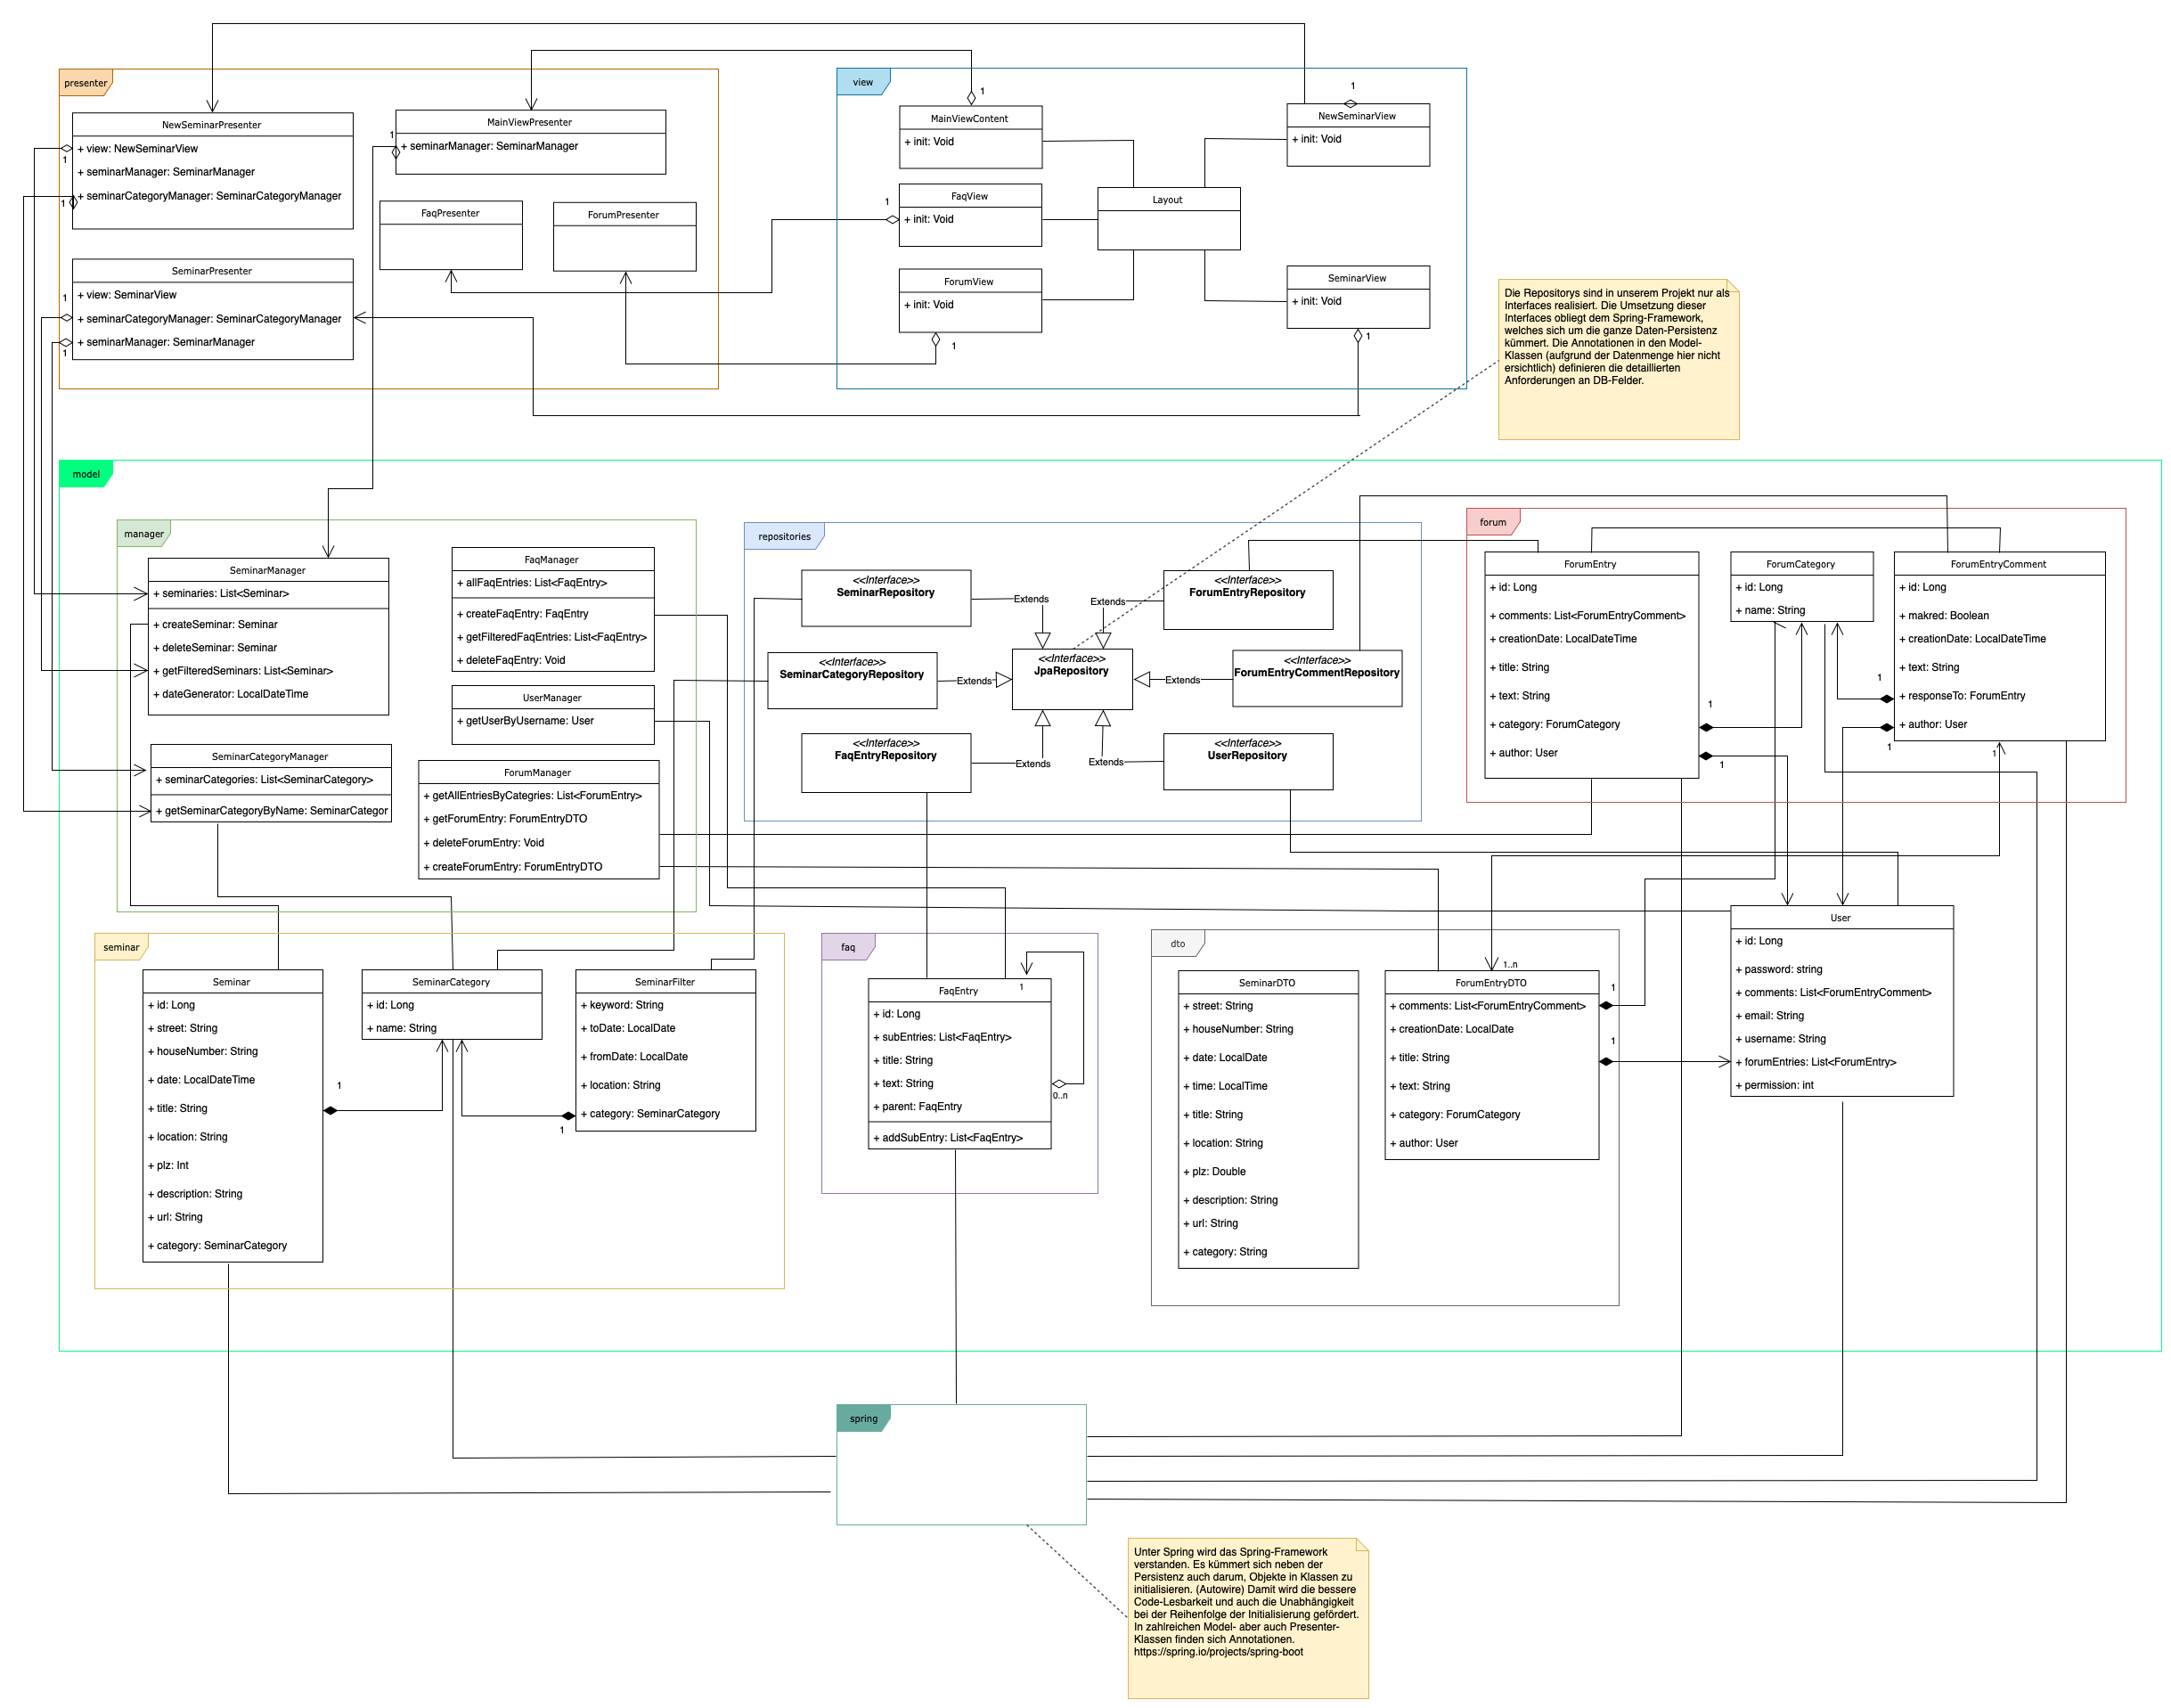 presenter
NewSeminarPresenter
+ view: NewSeminarView
+ seminarManager: SeminarManager
+ seminarCategoryManager: SeminarCategoryManager
1
1
MainViewPresenter
+ seminarManager: SeminarManager
1
FaqPresenter
ForumPresenter
SeminarPresenter
+ view: SeminarView
+ seminarCategoryManager: SeminarCategoryManager
+ seminarManager: SeminarManager
1
1
view
MainViewContent
+ init: Void
1
FaqView
+ init: Void
1
ForumView
+ init: Void
1
Layout
NewSeminarView
+ init: Void
1
SeminarView
+ init: Void
1
Die Repositorys sind in unserem Projekt nur als
Interfaces realisiert. Die Umsetzung dieser
Interfaces obliegt dem Spring-Framework,
welches sich um die ganze Daten-Persistenz
kümmert. Die Annotationen in den Model-
Klassen (aufgrund der Datenmenge hier nicht
ersichtlich) definieren die detaillierten
Anforderungen an DB-Felder.
model
manager
SeminarManager
+ seminaries: List<Seminar>
+ createSeminar: Seminar
+ deleteSeminar: Seminar
+ getFilteredSeminars: List<Seminar>
+ dateGenerator: LocalDateTime
SeminarCategoryManager
+ seminarCategories: List<SeminarCategory>
+ getSeminarCategoryByName: SeminarCategor
FaqManager
+ allFaqEntries: List<FaqEntry>
+ createFaqEntry: FaqEntry
+ getFilteredFaqEntries: List<FaqEntry>
+ deleteFaqEntry: Void
UserManager
+ getUserByUsername: User
ForumManager
+ getAllEntriesByCategries: List<ForumEntry>
+ getForumEntry: ForumEntryDTO
+ deleteForumEntry: Void
+ createForumEntry: ForumEntryDTO
repositories
<<Interface>>
SeminarRepository
<<Interface>>
SeminarCategoryRepository
<<Interface>>
FaqEntryRepository
<<Interface>>
JpaRepository
<<Interface>>
ForumEntryRepository
<<Interface>>
ForumEntryCommentRepository
<<Interface>>
UserRepository
Extends
Extends
Extends
Extends
Extends
Extends
forum
ForumEntry
+ id: Long
+ comments: List<ForumEntryComment>
+ creationDate: LocalDateTime
+ title: String
+ text: String
+ category: ForumCategory
+ author: User
1
1
ForumCategory
+ id: Long
+ name: String
ForumEntryComment
+ id: Long
+ makred: Boolean
+ creationDate: LocalDateTime
+ text: String
+ responseTo: ForumEntry
+ author: User
1
1
1
seminar
Seminar
+ id: Long
+ street: String
+ houseNumber: String
+ date: LocalDateTime
+ title: String
+ location: String
+ plz: Int
+ description: String
+ url: String
+ category: SeminarCategory
1
SeminarCategory
+ id: Long
+ name: String
SeminarFilter
+ keyword: String
+ toDate: LocalDate
+ fromDate: LocalDate
+ location: String
+ category: SeminarCategory
1
faq
FaqEntry
1
+ id: Long
+ subEntries: List<FaqEntry>
+ title: String
+ text: String
+ parent: FaqEntry
+ addSubEntry: List<FaqEntry>
0..n
dto
SeminarDTO
+ street: String
+ houseNumber: String
+ date: LocalDate
+ time: LocalTime
+ title: String
+ location: String
+ plz: Double
+ description: String
+ url: String
+ category: String
1..n
ForumEntryDTO
+ comments: List<ForumEntryComment>
+ creationDate: LocalDate
+ title: String
+ text: String
+ category: ForumCategory
+ author: User
1
1
User
+ id: Long
+ password: string
+ comments: List<ForumEntryComment>
+ email: String
+ username: String
+ forumEntries: List<ForumEntry>
+ permission: int
spring
Unter Spring wird das Spring-Framework
verstanden. Es kümmert sich neben der
Persistenz auch darum, Objekte in Klassen zu
initialisieren. (Autowire) Damit wird die bessere
Code-Lesbarkeit und auch die Unabhängigkeit
bei der Reihenfolge der Initialisierung gefördert.
In zahlreichen Model- aber auch Presenter-
Klassen finden sich Annotationen.
https://spring.io/projects/spring-boot